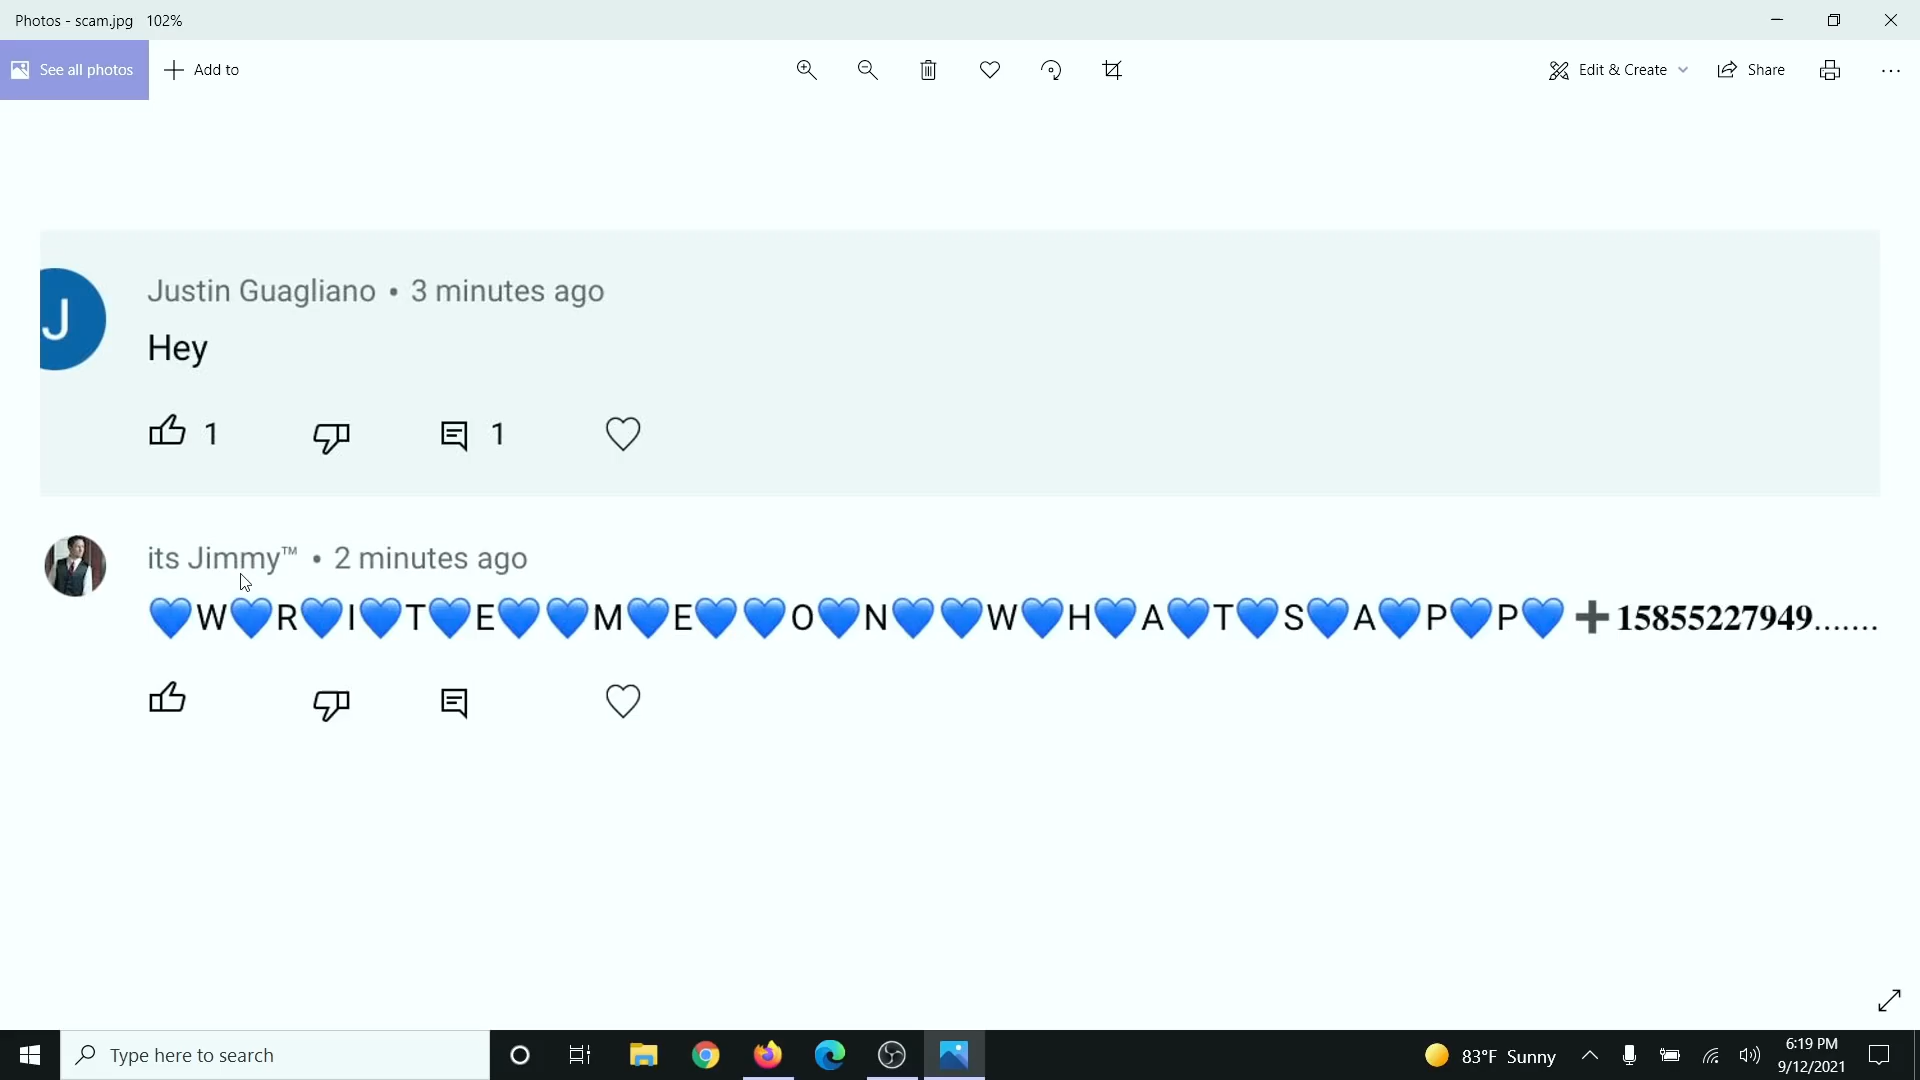 Photos - scam.jpg 102%
See all photos
Add to
Edit & Create
Share
J
Justin Guagliano • 3 minutes ago
Hey
1
1
its Jimmy™ • 2 minutes ago
💙W💙R💙I💙T💙E💙💙M💙E💙💙O💙N💙💙W💙H💙A💙T💙S💙A💙P💙P💙➕𝟏𝟓𝟖𝟓𝟓𝟐𝟐𝟕𝟗𝟒𝟗.......
Type here to search
83°F Sunny
6:19 PM
9/12/2021